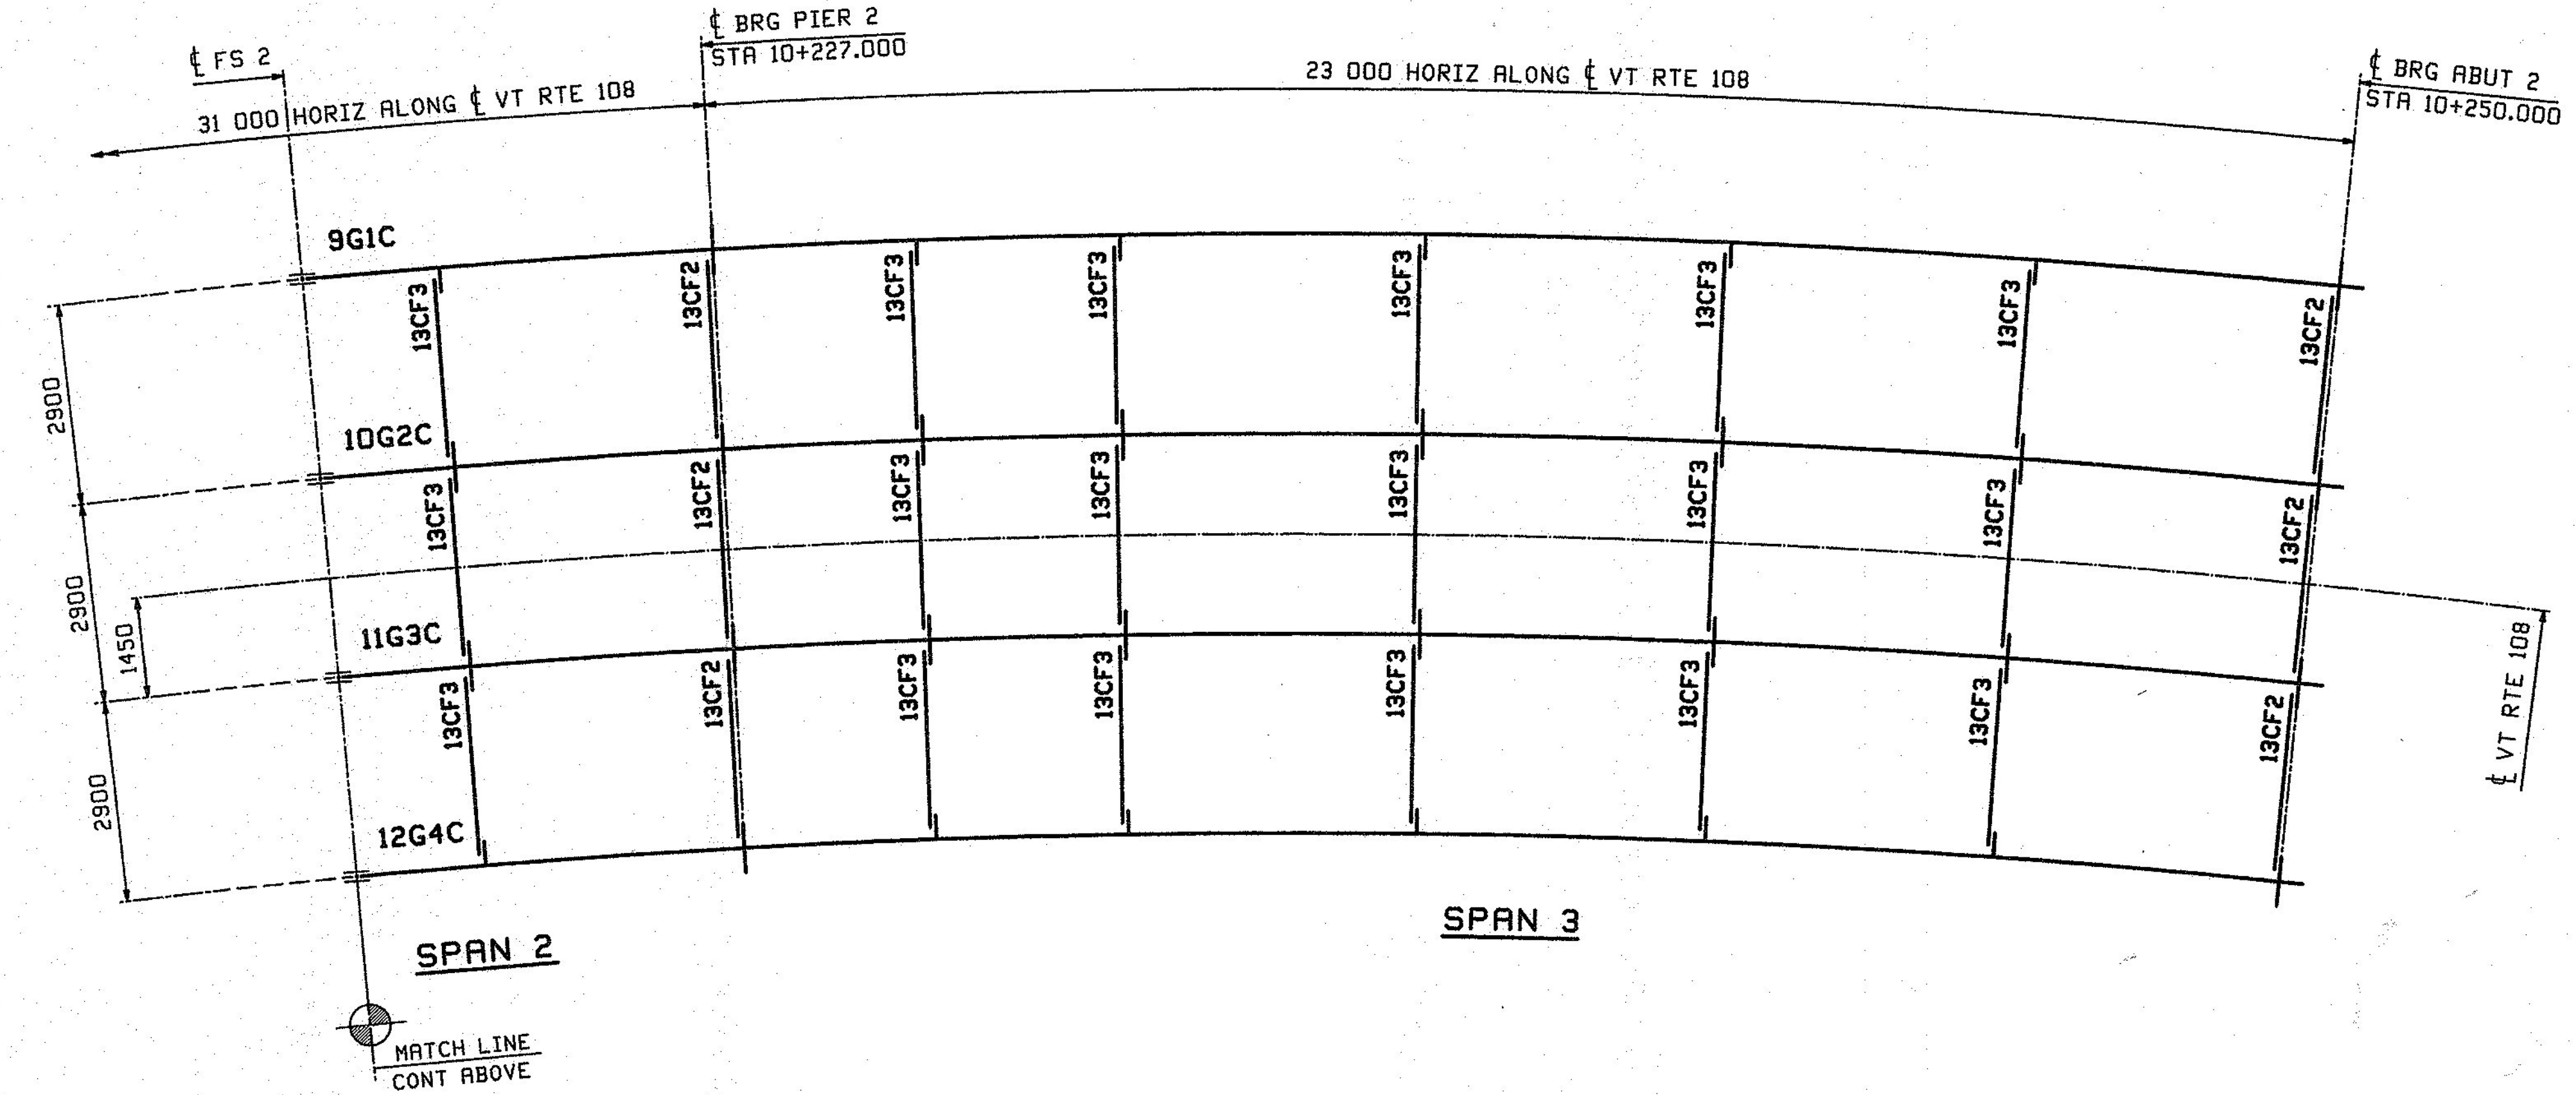 ℄ FS 2
℄ BRG PIER 2
STA 10+227.000
℄ BRG ABUT 2
STA 10+250.000
31 000 HORIZ ALONG ℄ VT RTE 108
23 000 HORIZ ALONG ℄ VT RTE 108
9G1C
13CF3
13CF2
13CF3
13CF3
13CF3
13CF3
13CF3
13CF2
2900
10G2C
13CF3
13CF2
13CF3
13CF3
13CF3
13CF3
13CF3
13CF2
2900
1450
11G3C
13CF3
13CF2
13CF3
13CF3
13CF3
13CF3
13CF3
13CF2
℄ VT RTE 108
2900
12G4C
SPAN 2
SPAN 3
MATCH LINE
CONT ABOVE